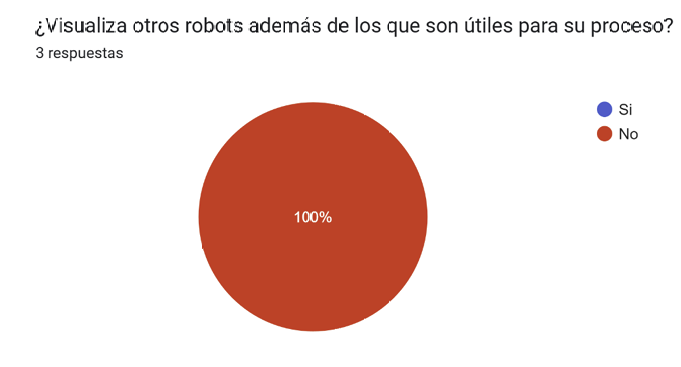 ¿Visualiza otros robots además de los que son útiles para su proceso?
3 respuestas
Si
No
100%